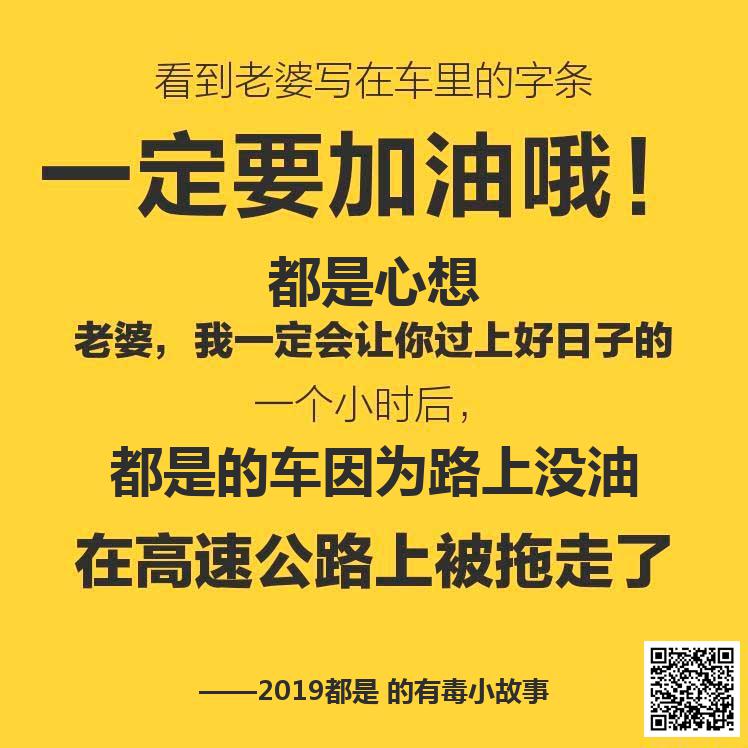 看到老婆写在车里的字条
一定要加油哦！
都是心想
老婆，我一定会让你过上好日子的
一个小时后，
都是的车因为路上没油
在高速公路上被拖走了
——2019都是 的有毒小故事